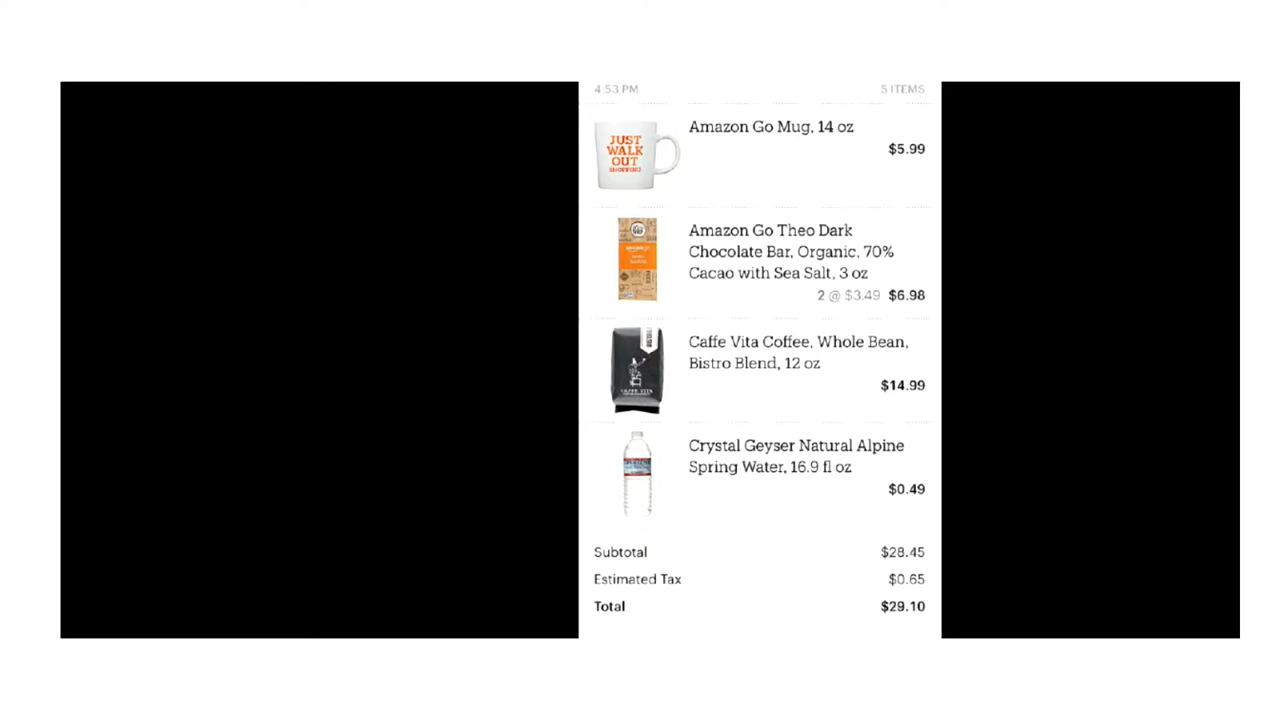 4:53 PM 5 ITEMS
Amazon Go Mug, 14 oz
$5.99
JUST
WALK
OUT
SHOPPING
Amazon Go Theo Dark
Chocolate Bar, Organic, 70%
Cacao with Sea Salt, 3 oz
2 @ $3.49 $6.98
Caffe Vita Coffee, Whole Bean,
Bistro Blend, 12 oz
$14.99
CAFFE VITA
Crystal Geyser Natural Alpine
Spring Water, 16.9 fl oz
$0.49
Subtotal $28.45
Estimated Tax $0.65
Total $29.10